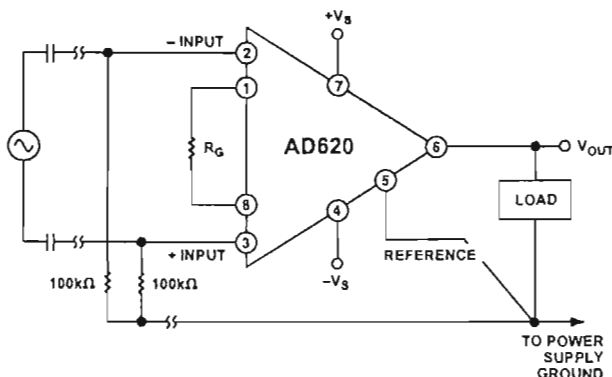 +VS
– INPUT
2
7
1
RG
AD620
6
VOUT
5
LOAD
8
4
3
+ INPUT
REFERENCE
–VS
100kΩ
100kΩ
TO POWER
SUPPLY
GROUND